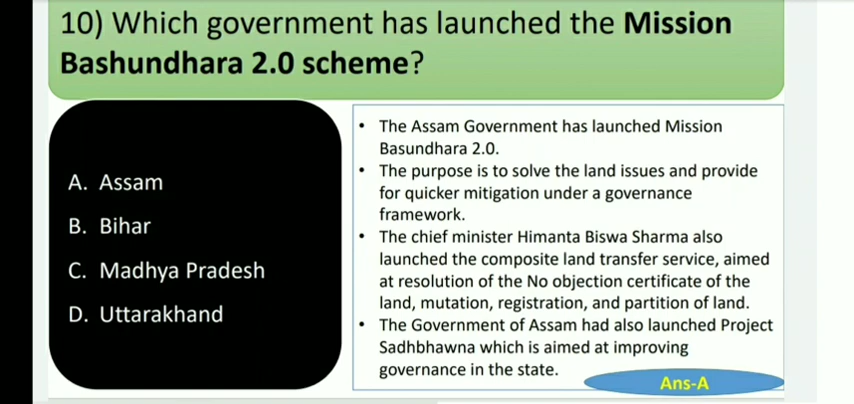 10) Which government has launched the Mission
Bashundhara 2.0 scheme?
A. Assam
B. Bihar
C. Madhya Pradesh
D. Uttarakhand
• The Assam Government has launched Mission
Basundhara 2.0.
• The purpose is to solve the land issues and provide
for quicker mitigation under a governance
framework.
• The chief minister Himanta Biswa Sharma also
launched the composite land transfer service, aimed
at resolution of the No objection certificate of the
land, mutation, registration, and partition of land.
• The Government of Assam had also launched Project
Sadhbhawna which is aimed at improving
governance in the state.
Ans-A